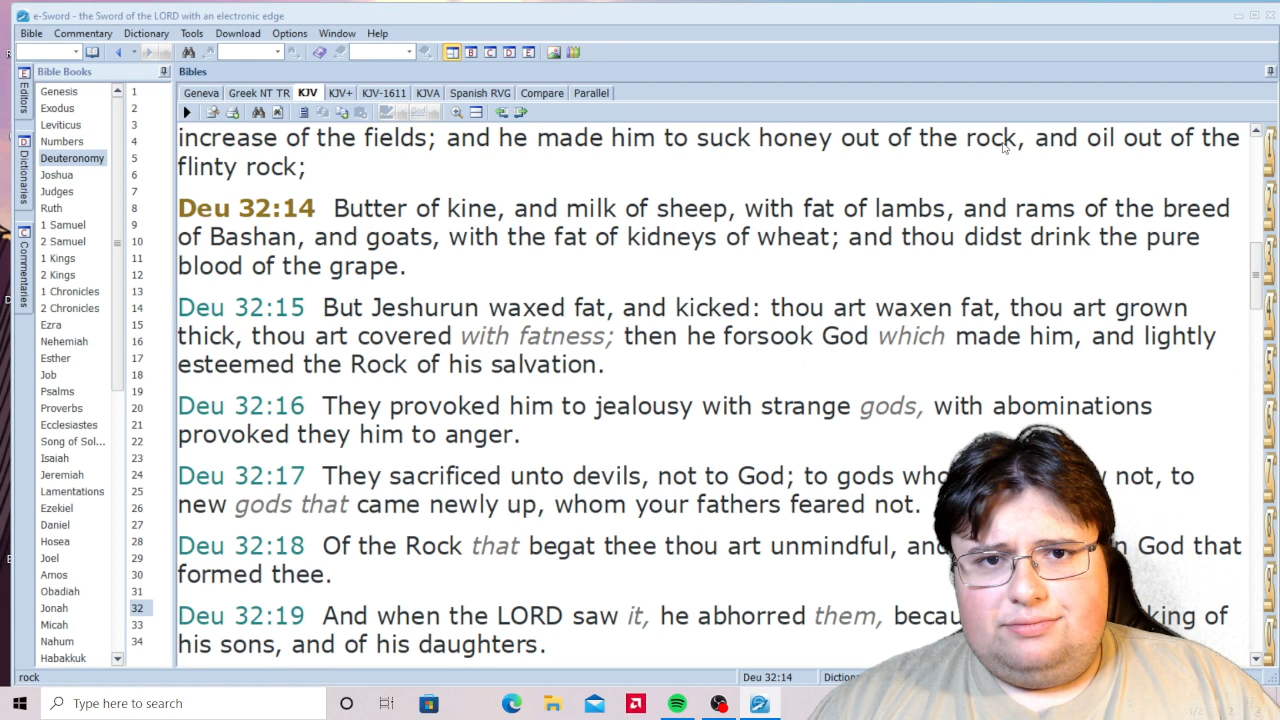 e-Sword - the Sword of the LORD with an electronic edge
Bible Commentary Dictionary Tools Download Options Window Help
Bible Books
Bibles
Editors
Dictionaries
Commentaries
Genesis 1
Exodus 2
Leviticus 3
Numbers 4
Deuteronomy 5
Joshua 6
Judges 7
Ruth 8
1 Samuel 9
2 Samuel 10
1 Kings 11
2 Kings 12
1 Chronicles 13
2 Chronicles 14
Ezra 15
Nehemiah 16
Esther 17
Job 18
Psalms 19
Proverbs 20
Ecclesiastes 21
Song of Sol... 22
Isaiah 23
Jeremiah 24
Lamentations 25
Ezekiel 26
Daniel 27
Hosea 28
Joel 29
Amos 30
Obadiah 31
Jonah 32
Micah 33
Nahum 34
Habakkuk
Geneva Greek NT TR KJV KJV+ KJV-1611 KJVA Spanish RVG Compare Parallel
increase of the fields; and he made him to suck honey out of the rock, and oil out of the
flinty rock;
Deu 32:14 Butter of kine, and milk of sheep, with fat of lambs, and rams of the breed
of Bashan, and goats, with the fat of kidneys of wheat; and thou didst drink the pure
blood of the grape.
Deu 32:15 But Jeshurun waxed fat, and kicked: thou art waxen fat, thou art grown
thick, thou art covered with fatness; then he forsook God which made him, and lightly
esteemed the Rock of his salvation.
Deu 32:16 They provoked him to jealousy with strange gods, with abominations
provoked they him to anger.
Deu 32:17 They sacrificed unto devils, not to God; to gods not, to
new gods that came newly up, whom your fathers feared not.
Deu 32:18 Of the Rock that begat thee thou art unmindful, God that
formed thee.
Deu 32:19 And when the LORD saw it, he abhorred them, of
his sons, and of his daughters.
rock
Deu 32:14
Type here to search